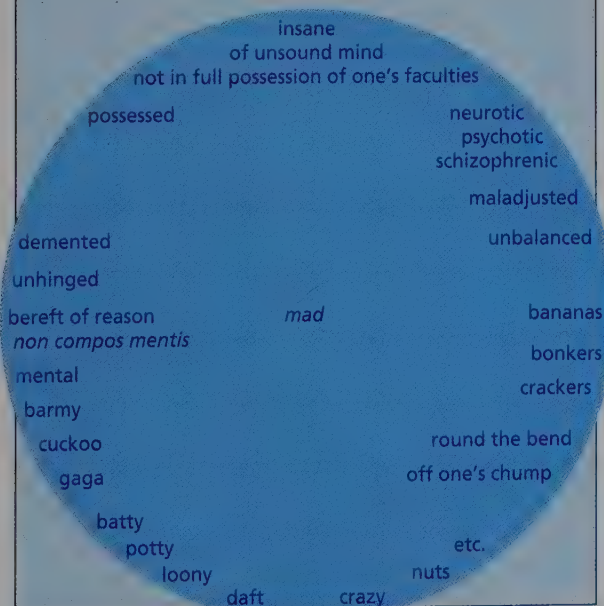 insane
of unsound mind
not in full possession of one's faculties
possessed
neurotic
psychotic
schizophrenic
maladjusted
demented
unbalanced
unhinged
bereft of reason
mad
bananas
non compos mentis
bonkers
mental
crackers
barmy
cuckoo
round the bend
gaga
off one's chump
batty
potty
etc.
loony
nuts
daft
crazy